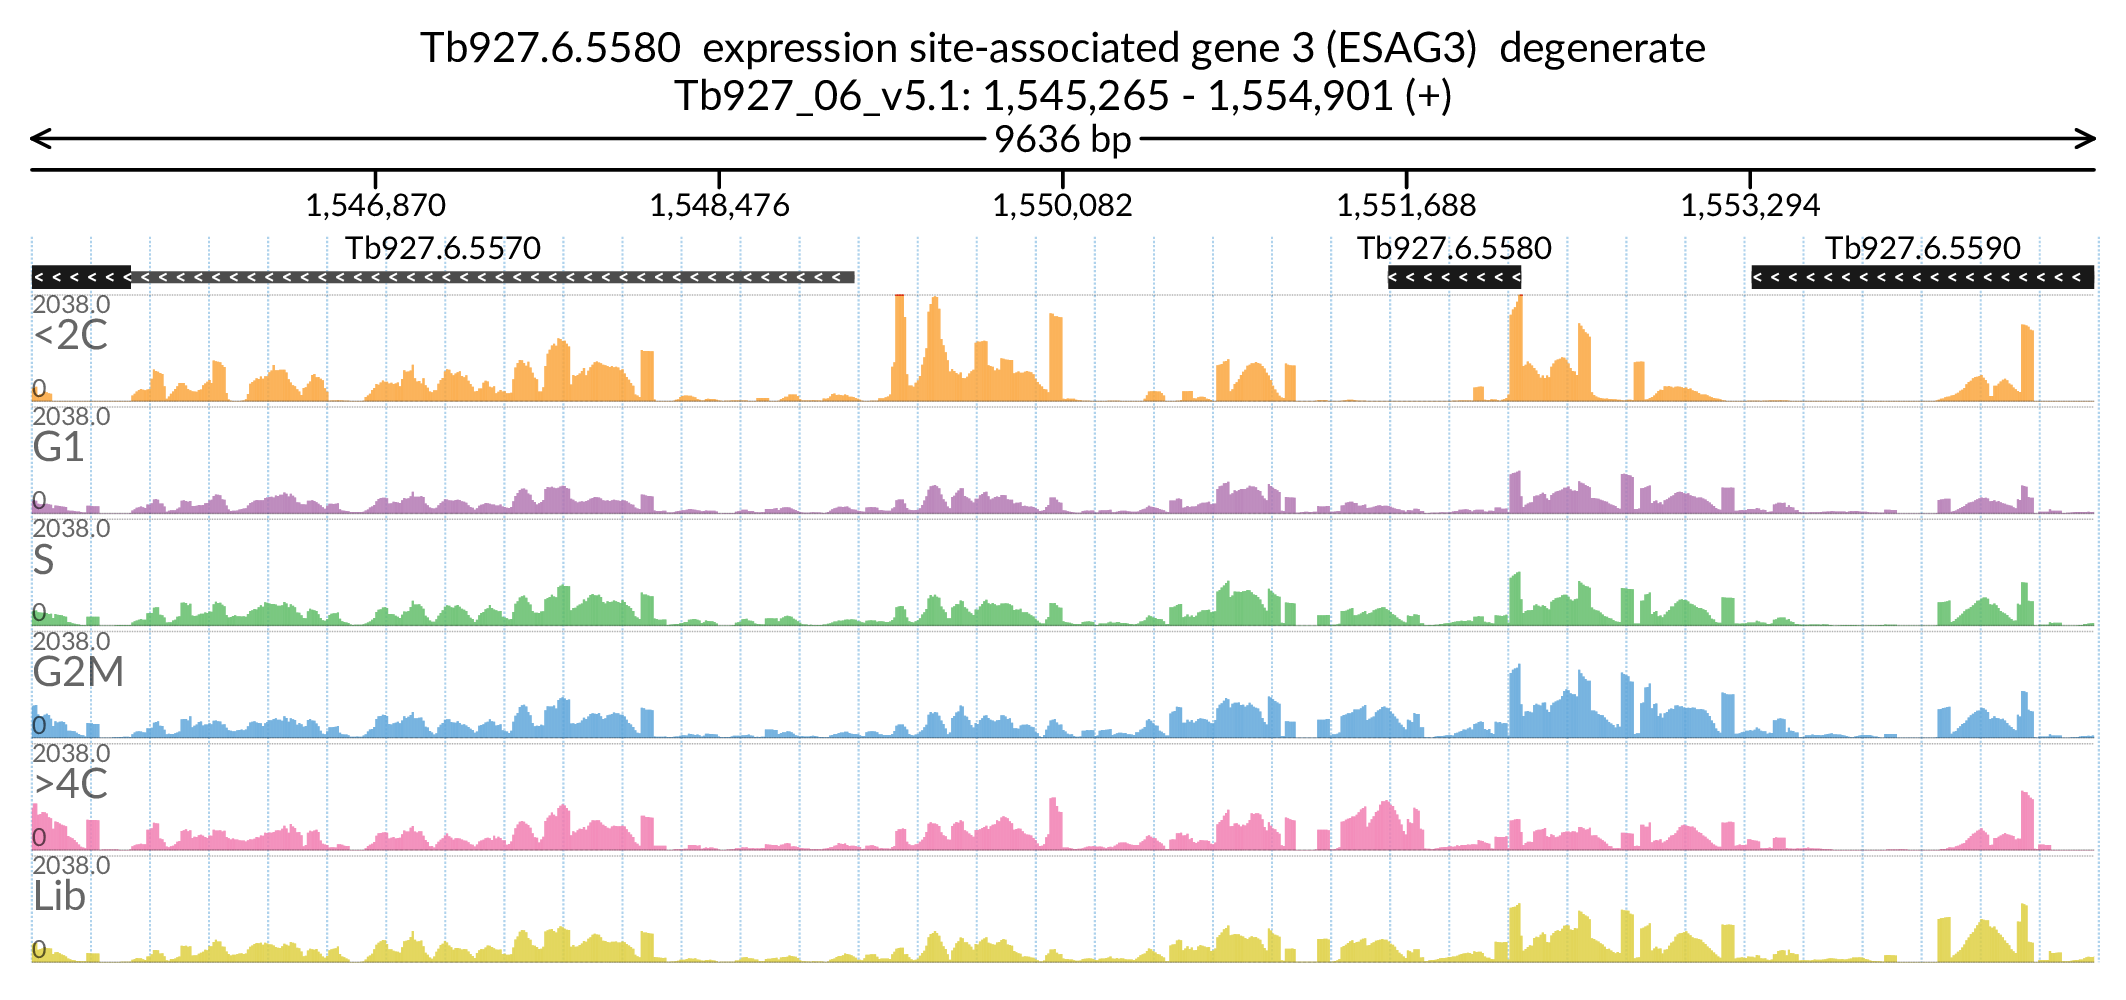 Tb927.6.5580  expression site-associated gene 3 (ESAG3)  degenerate
Tb927_06_v5.1: 1,545,265 - 1,554,901 (+)
9636 bp
1,546,870 1,548,476 1,550,082 1,551,688 1,553,294
Tb927.6.5570 Tb927.6.5580 Tb927.6.5590
2038.0
<2C
0
2038.0
G1
0
2038.0
S
0
2038.0
G2M
0
2038.0
>4C
0
2038.0
Lib
0